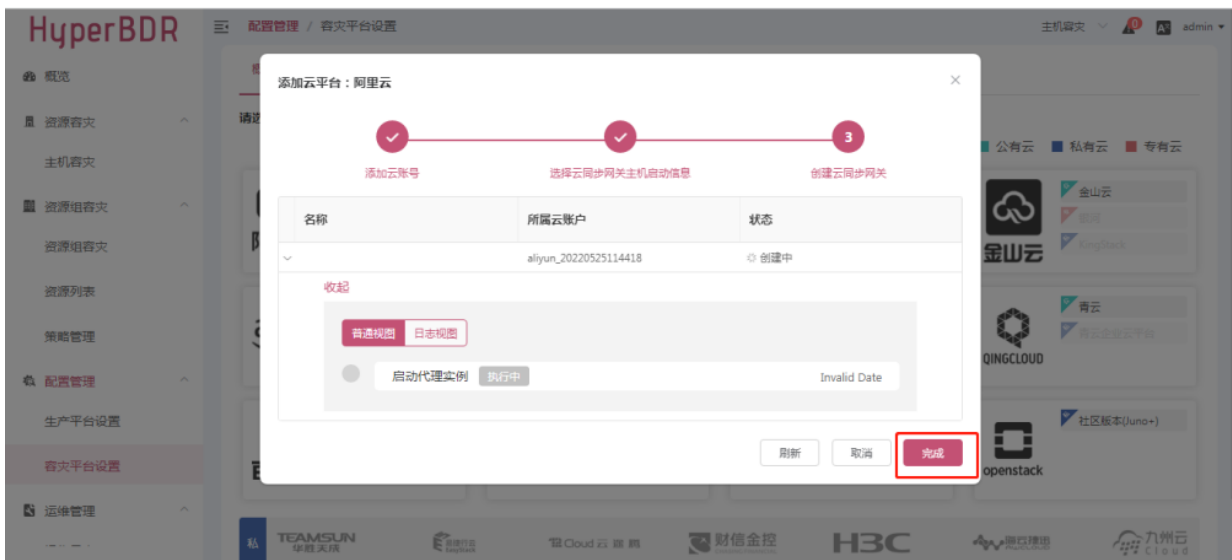 HyperBDR
配置管理 / 容灾平台设置
主机容灾
admin
概览
资源容灾
主机容灾
资源组容灾
资源组容灾
资源列表
策略管理
配置管理
生产平台设置
容灾平台设置
运维管理
添加云平台：阿里云
3
添加云账号
选择云同步网关主机启动信息
创建云同步网关
名称
所属云账户
状态
aliyun_20220525114418
创建中
收起
普通视图
日志视图
启动代理实例
执行中
Invalid Date
刷新
取消
完成
公有云
私有云
专有云
金山云
金山云
银河
KingStack
青云
QINGCLOUD
社区版本(Juno+)
openstack
私
TEAMSUN
华胜天成
财信金控
H3C
九州云